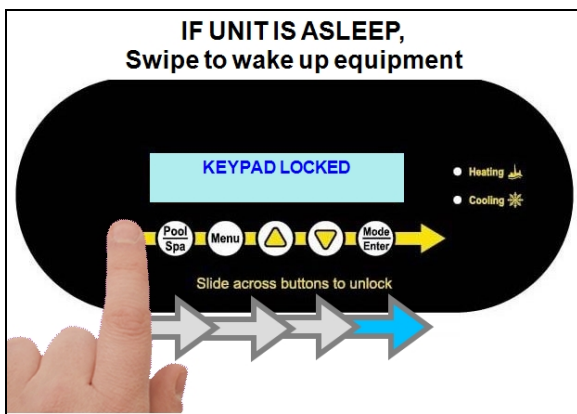 IF UNIT IS ASLEEP,
Swipe to wake up equipment
KEYPAD LOCKED
Heating
Cooling
Pool
Spa
Menu
Mode
Enter
Slide across buttons to unlock